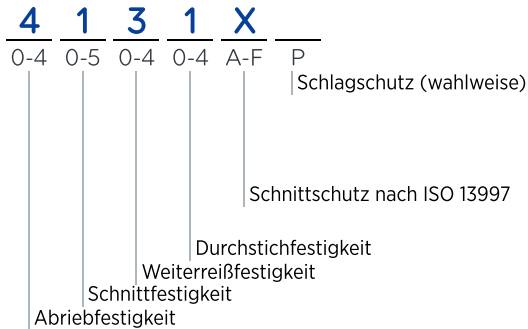 4 1 3 1 X
0-4 0-5 0-4 0-4 A-F P
Schlagschutz (wahlweise)
Schnittschutz nach ISO 13997
Durchstichfestigkeit
Weiterreißfestigkeit
Schnittfestigkeit
Abriebfestigkeit